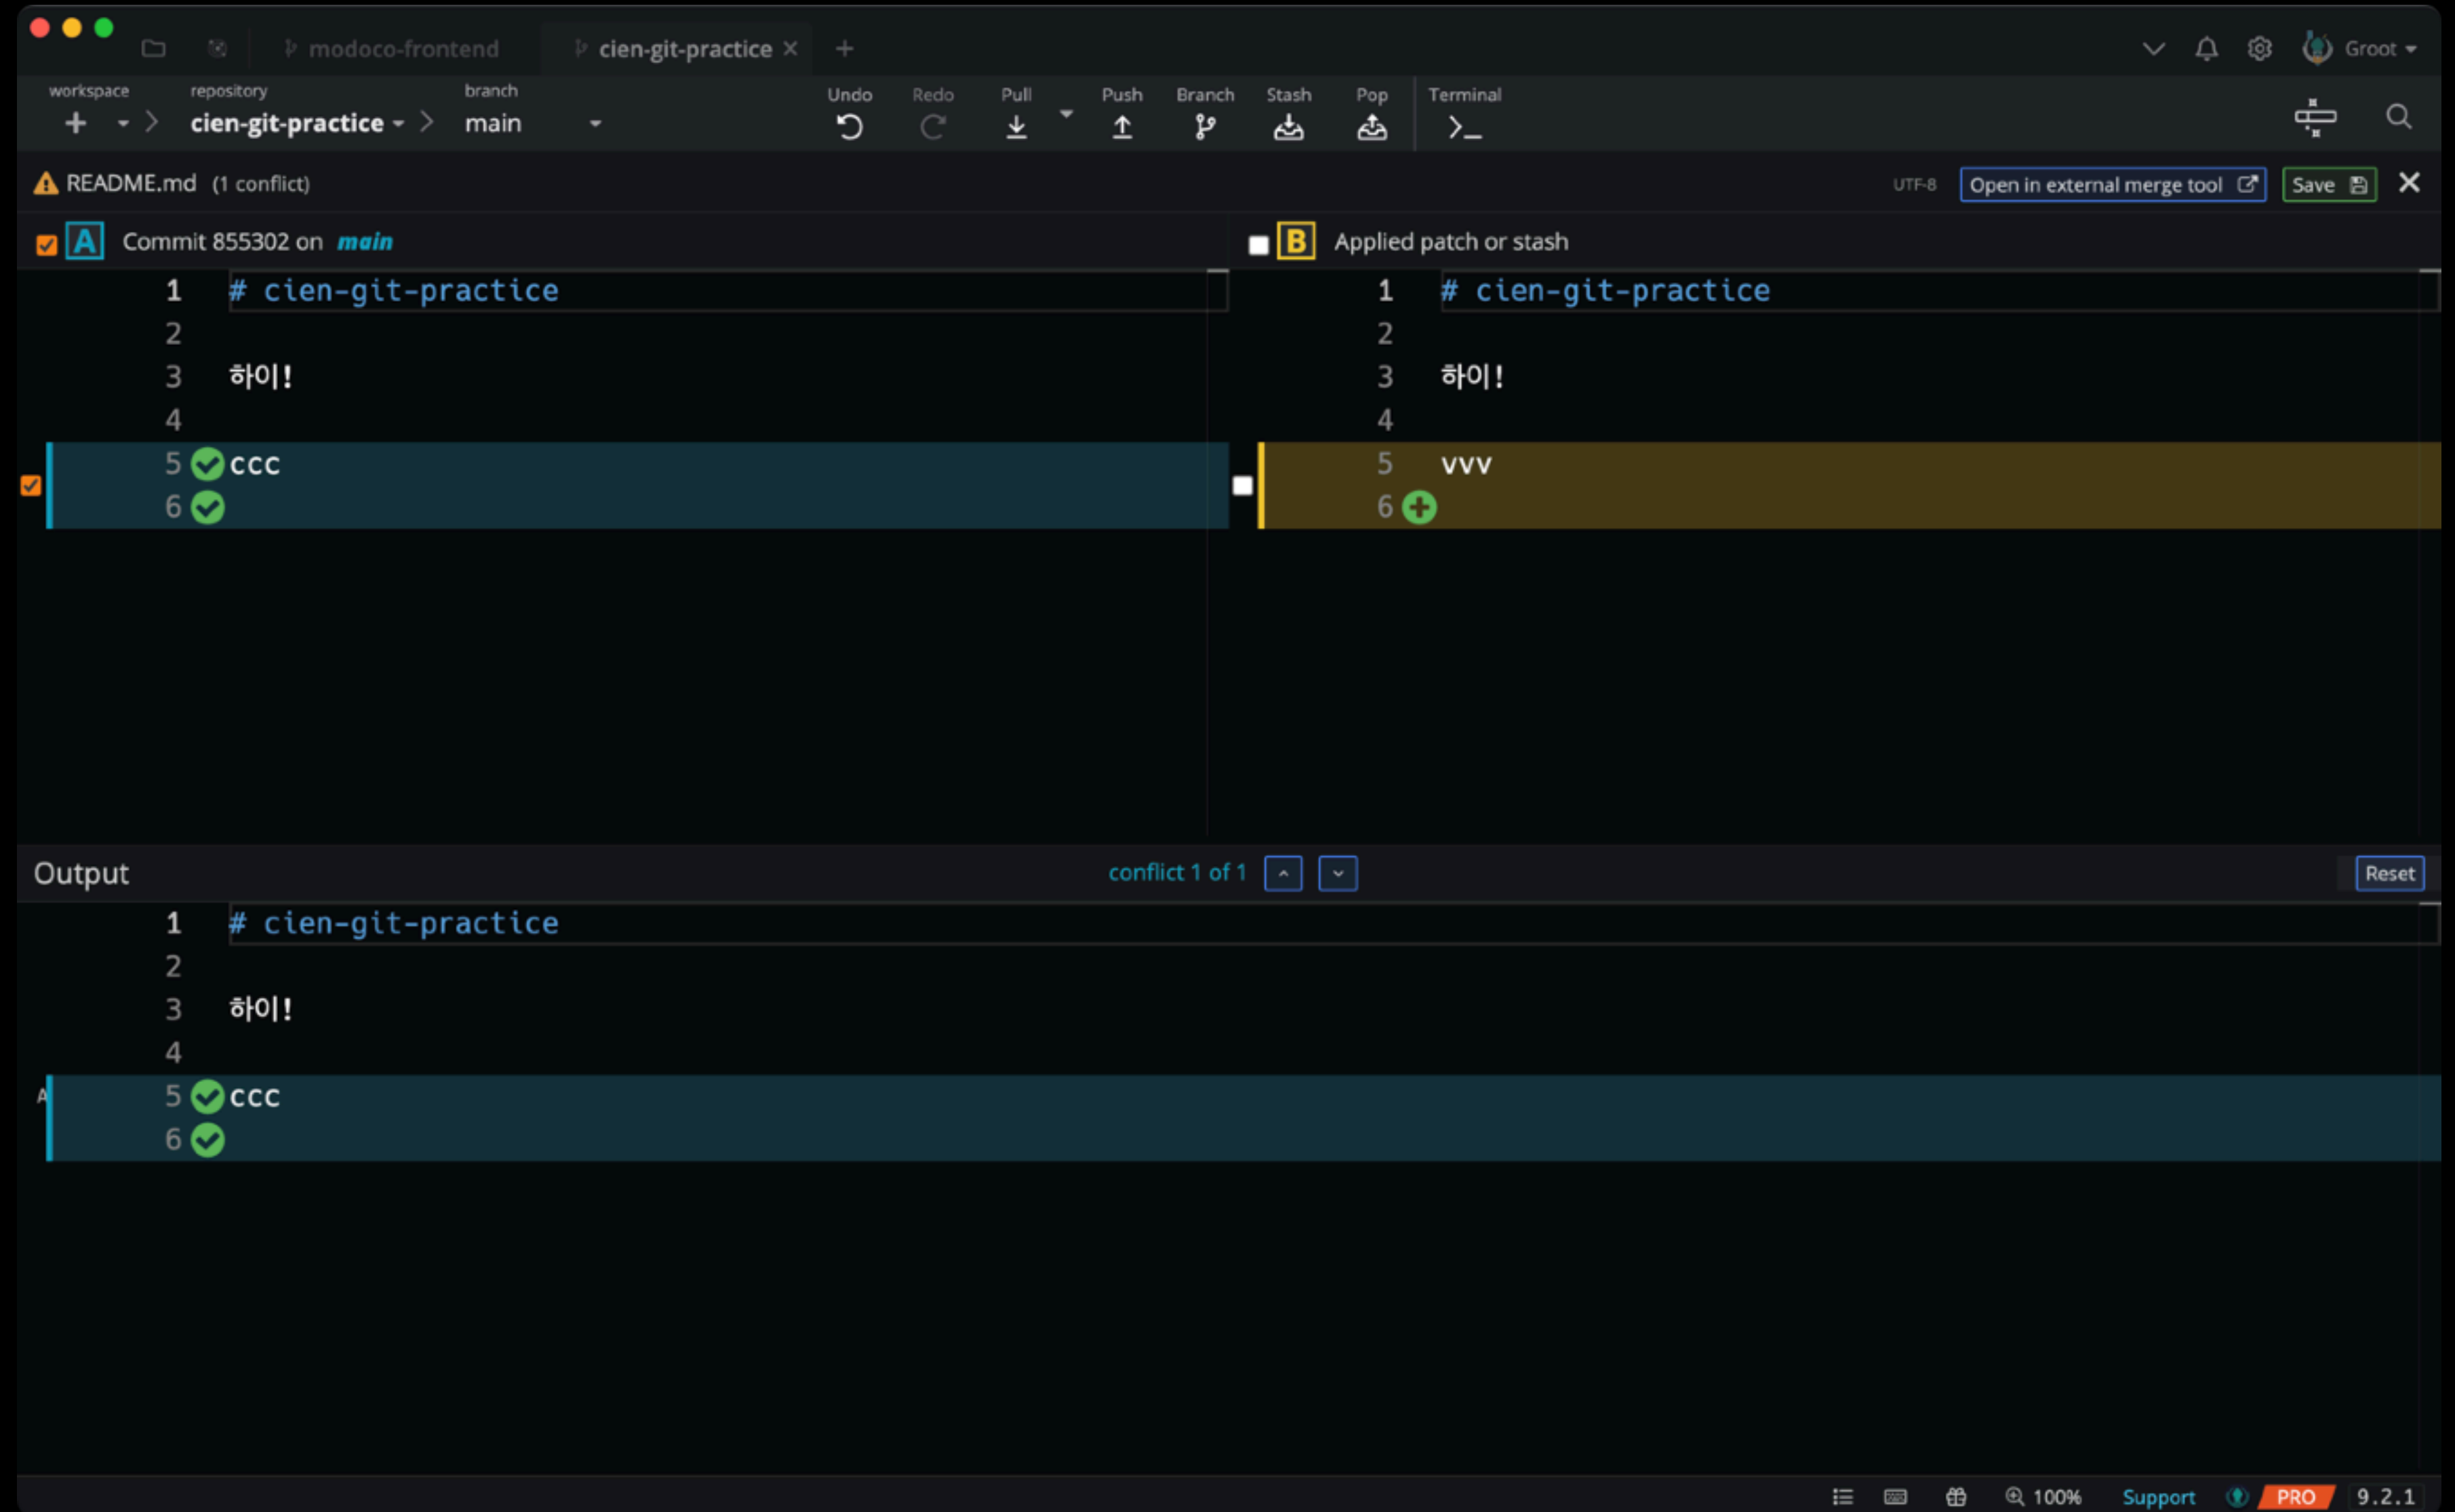 modoco-frontend cien-git-practice Groot
workspace repository branch Undo Redo Pull Push Branch Stash Pop Terminal
cien-git-practice main
README.md (1 conflict) UTF-8 Open in external merge tool Save
A Commit 855302 on main B Applied patch or stash
1 # cien-git-practice
2
3 하이!
4
5 ccc
6
1 # cien-git-practice
2
3 하이!
4
5 vvv
6
Output conflict 1 of 1 Reset
1 # cien-git-practice
2
3 하이!
4
A 5 ccc
6
100% Support PRO 9.2.1